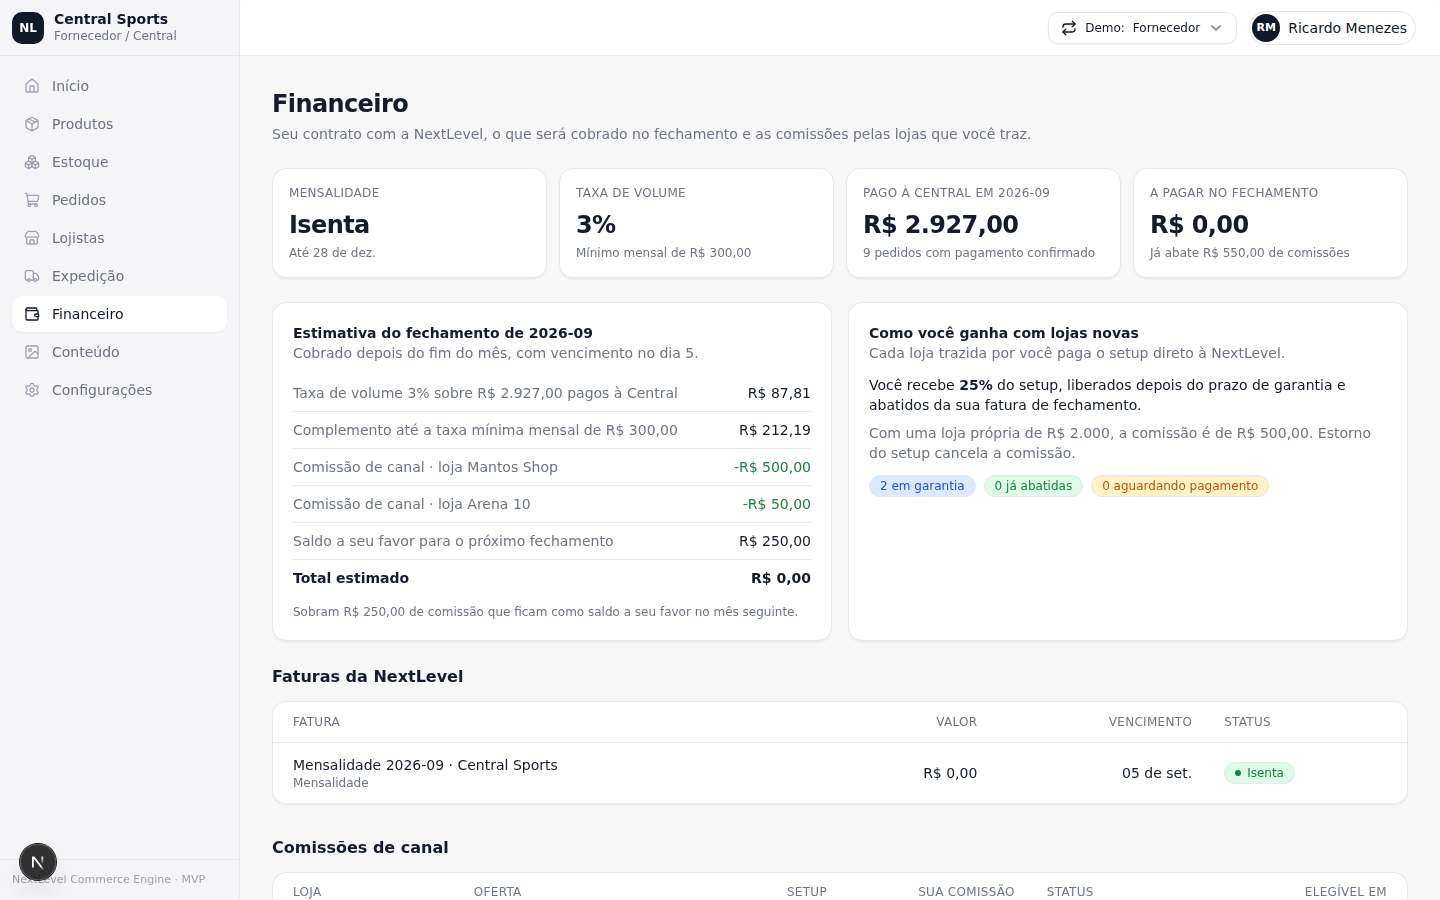 NL
Central Sports
Fornecedor / Central
Demo: Fornecedor
RM
Ricardo Menezes
Início
Produtos
Estoque
Pedidos
Lojistas
Expedição
Financeiro
Conteúdo
Configurações
NextLevel Commerce Engine · MVP
N
Financeiro
Seu contrato com a NextLevel, o que será cobrado no fechamento e as comissões pelas lojas que você traz.
MENSALIDADE
Isenta
Até 28 de dez.
TAXA DE VOLUME
3%
Mínimo mensal de R$ 300,00
PAGO À CENTRAL EM 2026-09
R$ 2.927,00
9 pedidos com pagamento confirmado
A PAGAR NO FECHAMENTO
R$ 0,00
Já abate R$ 550,00 de comissões
Estimativa do fechamento de 2026-09
Cobrado depois do fim do mês, com vencimento no dia 5.
Taxa de volume 3% sobre R$ 2.927,00 pagos à Central R$ 87,81
Complemento até a taxa mínima mensal de R$ 300,00 R$ 212,19
Comissão de canal · loja Mantos Shop -R$ 500,00
Comissão de canal · loja Arena 10 -R$ 50,00
Saldo a seu favor para o próximo fechamento R$ 250,00
Total estimado R$ 0,00
Sobram R$ 250,00 de comissão que ficam como saldo a seu favor no mês seguinte.
Como você ganha com lojas novas
Cada loja trazida por você paga o setup direto à NextLevel.
Você recebe 25% do setup, liberados depois do prazo de garantia e
abatidos da sua fatura de fechamento.
Com uma loja própria de R$ 2.000, a comissão é de R$ 500,00. Estorno
do setup cancela a comissão.
2 em garantia 0 já abatidas 0 aguardando pagamento
Faturas da NextLevel
FATURA VALOR VENCIMENTO STATUS
Mensalidade 2026-09 · Central Sports R$ 0,00 05 de set. Isenta
Mensalidade
Comissões de canal
LOJA OFERTA SETUP SUA COMISSÃO STATUS ELEGÍVEL EM